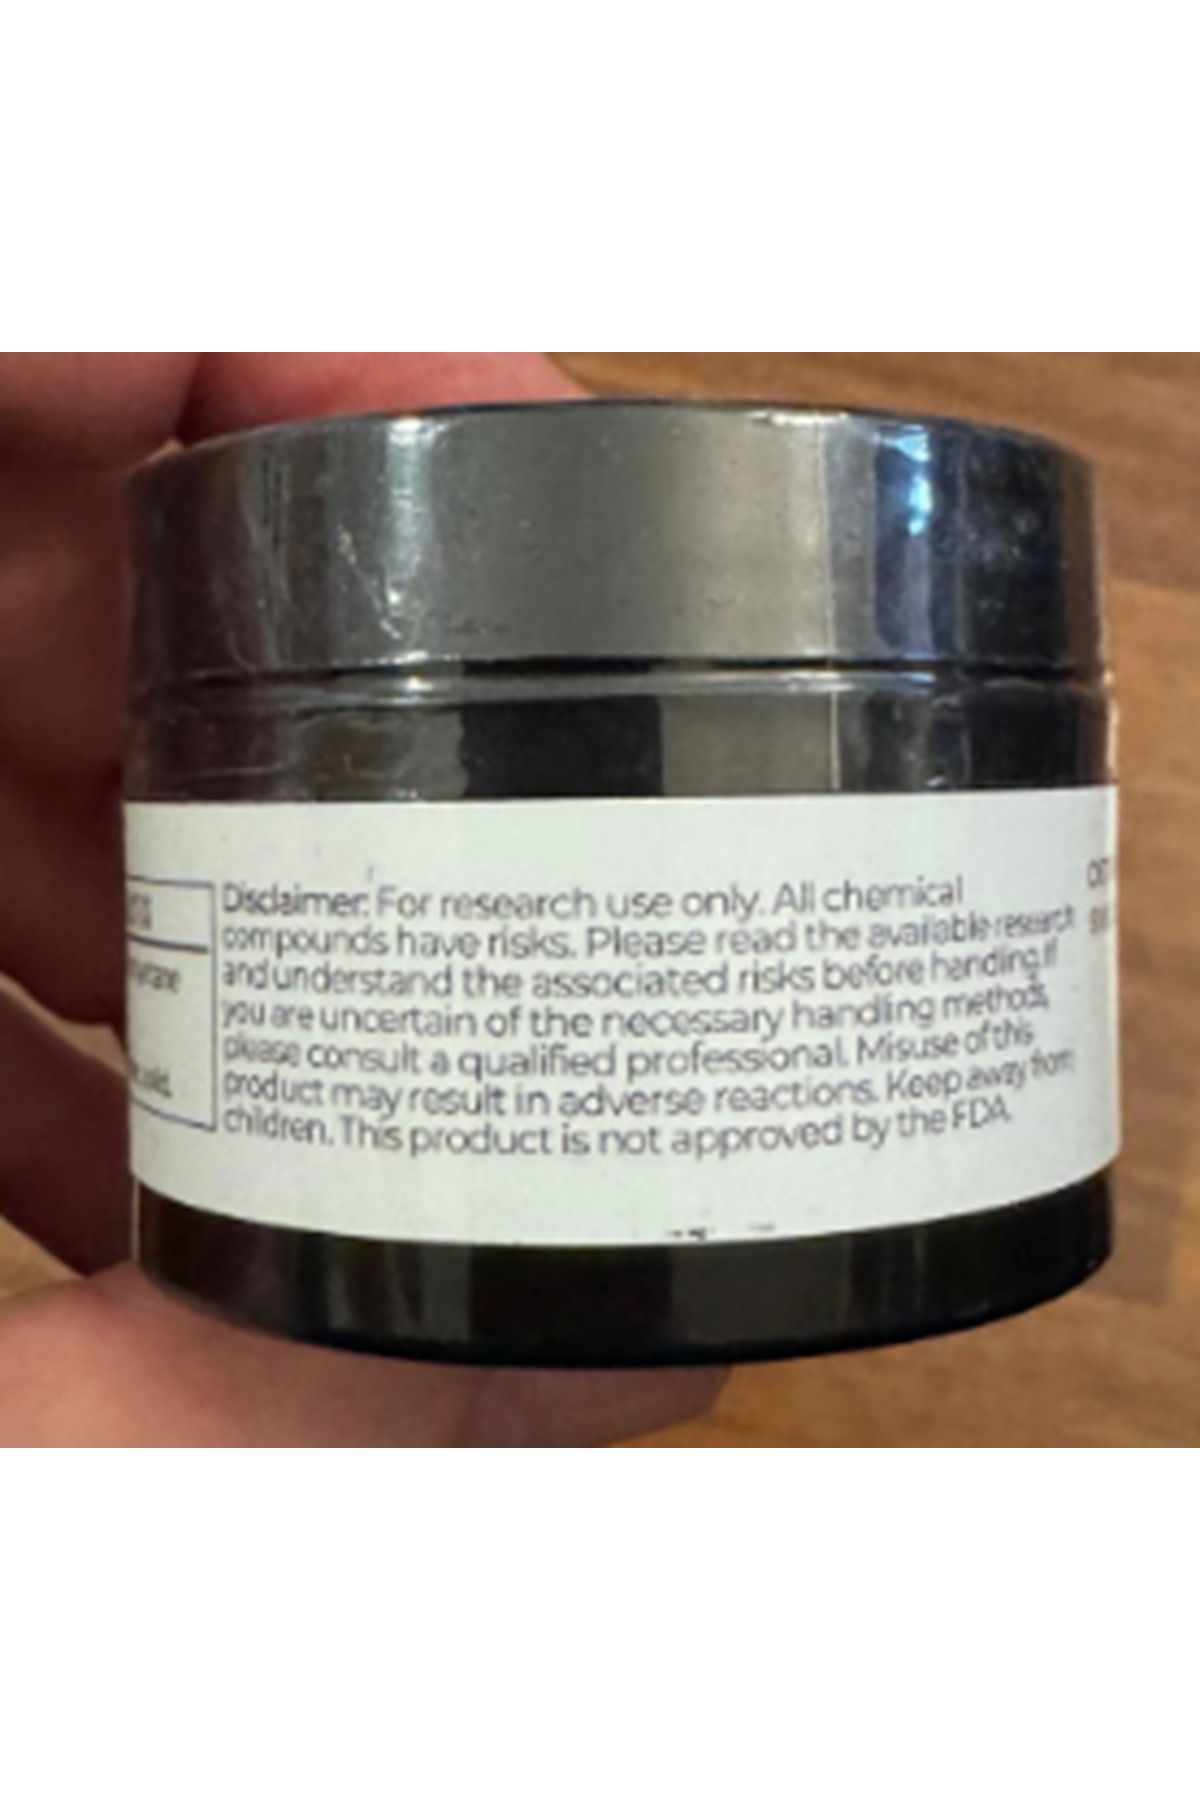 Disclaimer: For research use only. All chemical
compounds have risks. Please read the available research
and understand the associated risks before handling. If
you are uncertain of the necessary handling methods,
please consult a qualified professional. Misuse of this
product may result in adverse reactions. Keep away from
children. This product is not approved by the FDA.